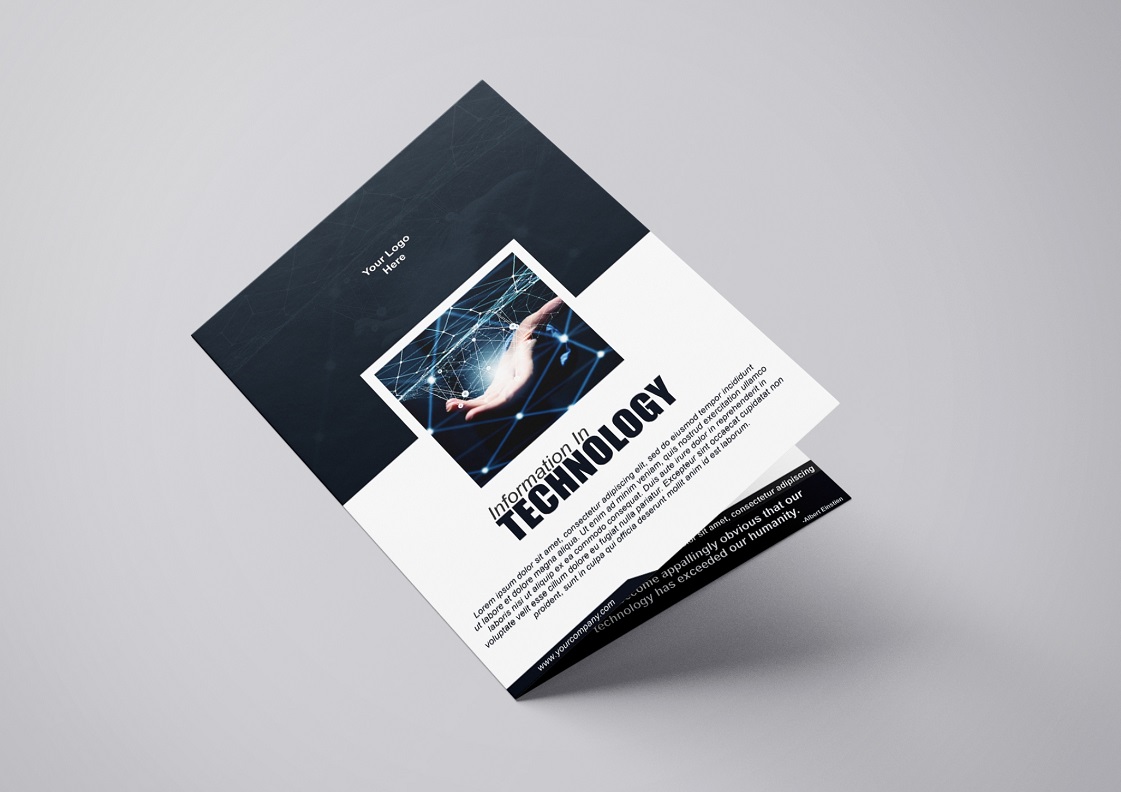 Your Logo
Here
Information In
TECHNOLOGY
Lorem ipsum dolor sit amet, consectetur adipiscing elit, sed do eiusmod tempor incididunt
ut labore et dolore magna aliqua. Ut enim ad minim veniam, quis nostrud exercitation ullamco
laboris nisi ut aliquip ex ea commodo consequat. Duis aute irure dolor in reprehenderit in
voluptate velit esse cillum dolore eu fugiat nulla pariatur. Excepteur sint occaecat cupidatat non
proident, sunt in culpa qui officia deserunt mollit anim id est laborum.
www.yourcompany.com
sit amet, consectetur adipiscing
appallingly obvious that our
technology has exceeded our humanity.
-Albert Einstien